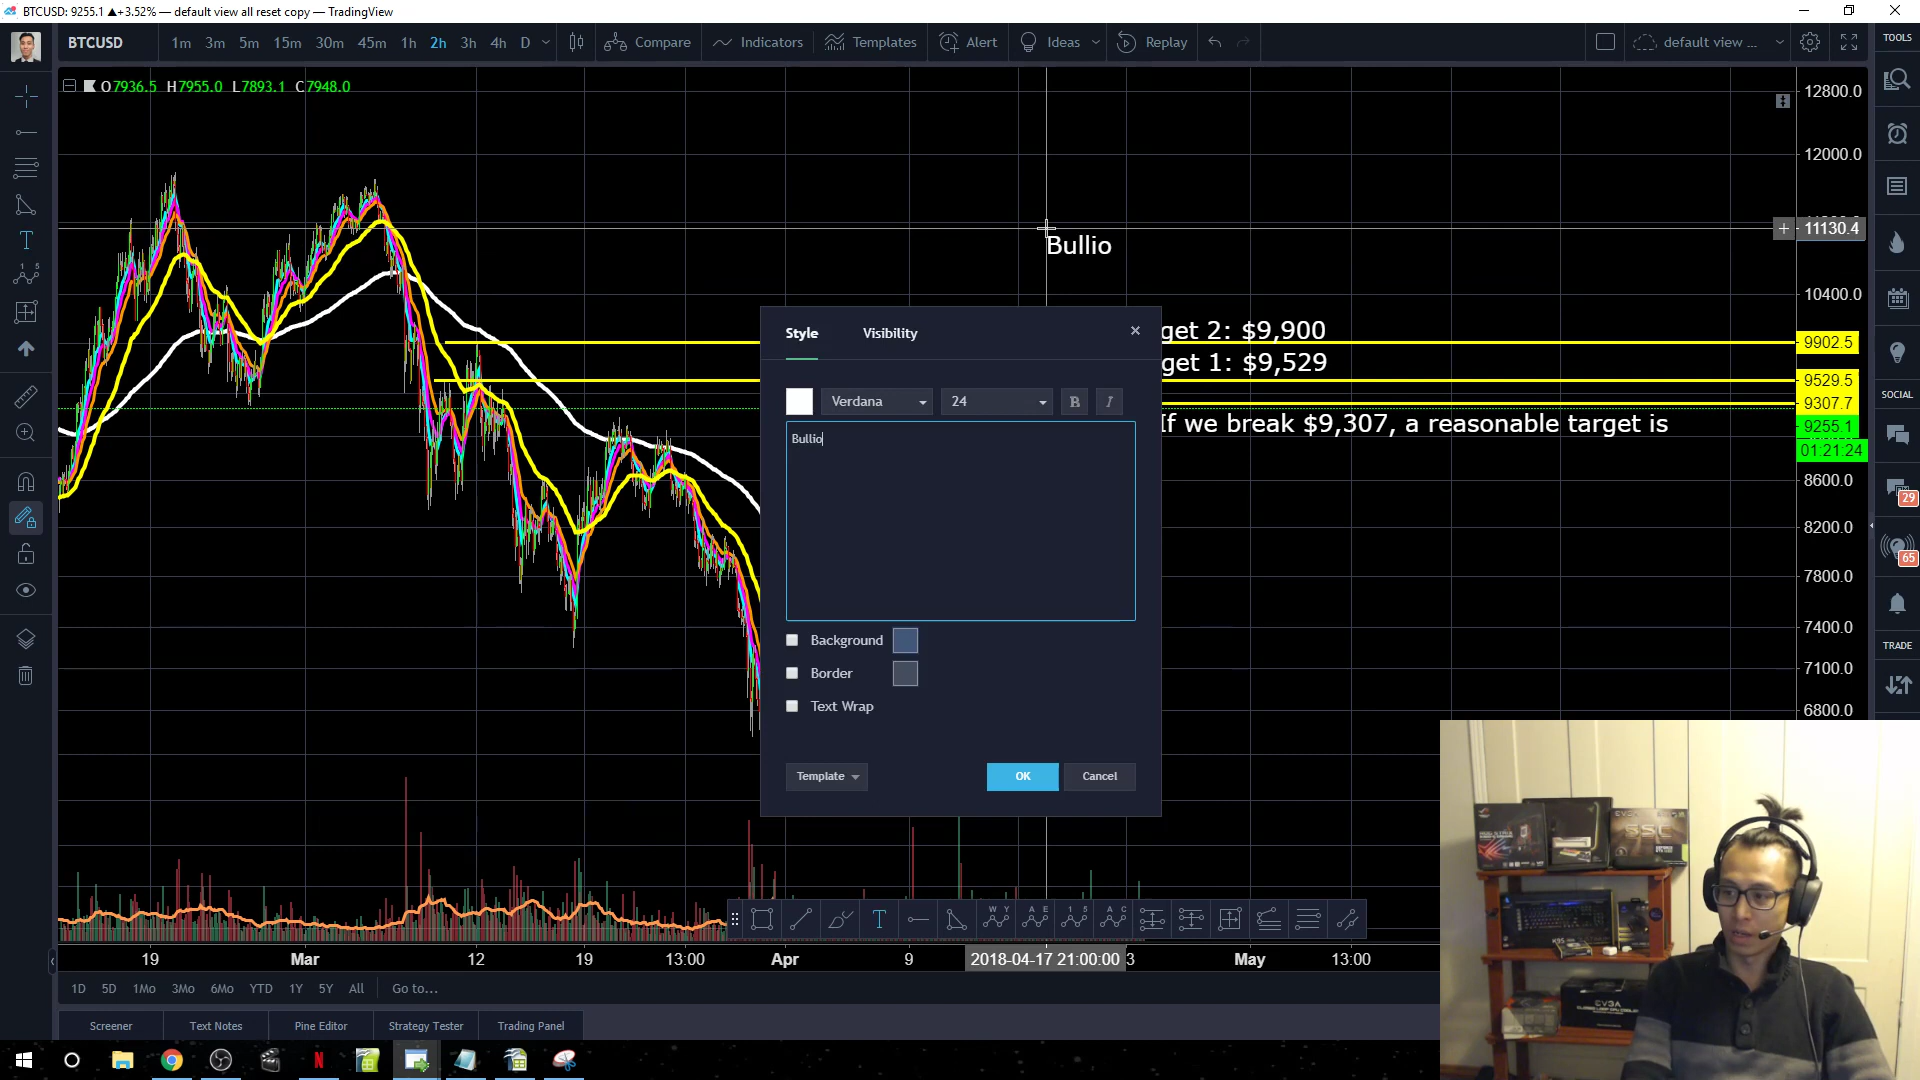 BTCUSD: 9255.1 ▲+3.52% — default view all reset copy — TradingView
BTCUSD 1m 3m 5m 15m 30m 45m 1h 2h 3h 4h D Compare Indicators Templates Alert Ideas Replay default view ... TOOLS
O7936.5 H7955.0 L7893.1 C7948.0
12800.0
12000.0
11130.4
Bullio
10400.0
get 2: $9,900
9902.5
get 1: $9,529
9529.5
9307.7
If we break $9,307, a reasonable target is
9255.1
01:21:24
8600.0
8200.0
7800.0
7400.0
7100.0
6800.0
SOCIAL
29
65
TRADE
Style Visibility
Verdana 24 B I
Bullio
Background
Border
Text Wrap
Template OK Cancel
W Y A E 1 5 A C
19 Mar 12 19 13:00 Apr 9 2018-04-17 21:00:00 3 May 13:00
1D 5D 1Mo 3Mo 6Mo YTD 1Y 5Y All Go to...
Screener Text Notes Pine Editor Strategy Tester Trading Panel
EVGA
SSC
EVGA